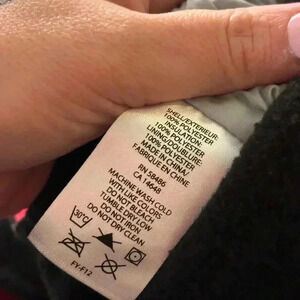 SHELL/EXTERIEUR:
100% POLYESTER
INSULATION:
100% POLYESTER
LINING/DOUBLURE:
100% POLYESTER
MADE IN CHINA/
FABRIQUE EN CHINE
RN 58486
CA 14648
MACHINE WASH COLD
WITH LIKE COLORS
DO NOT BLEACH
TUMBLE DRY LOW
DO NOT IRON
DO NOT DRY CLEAN
30°C
FY-F12